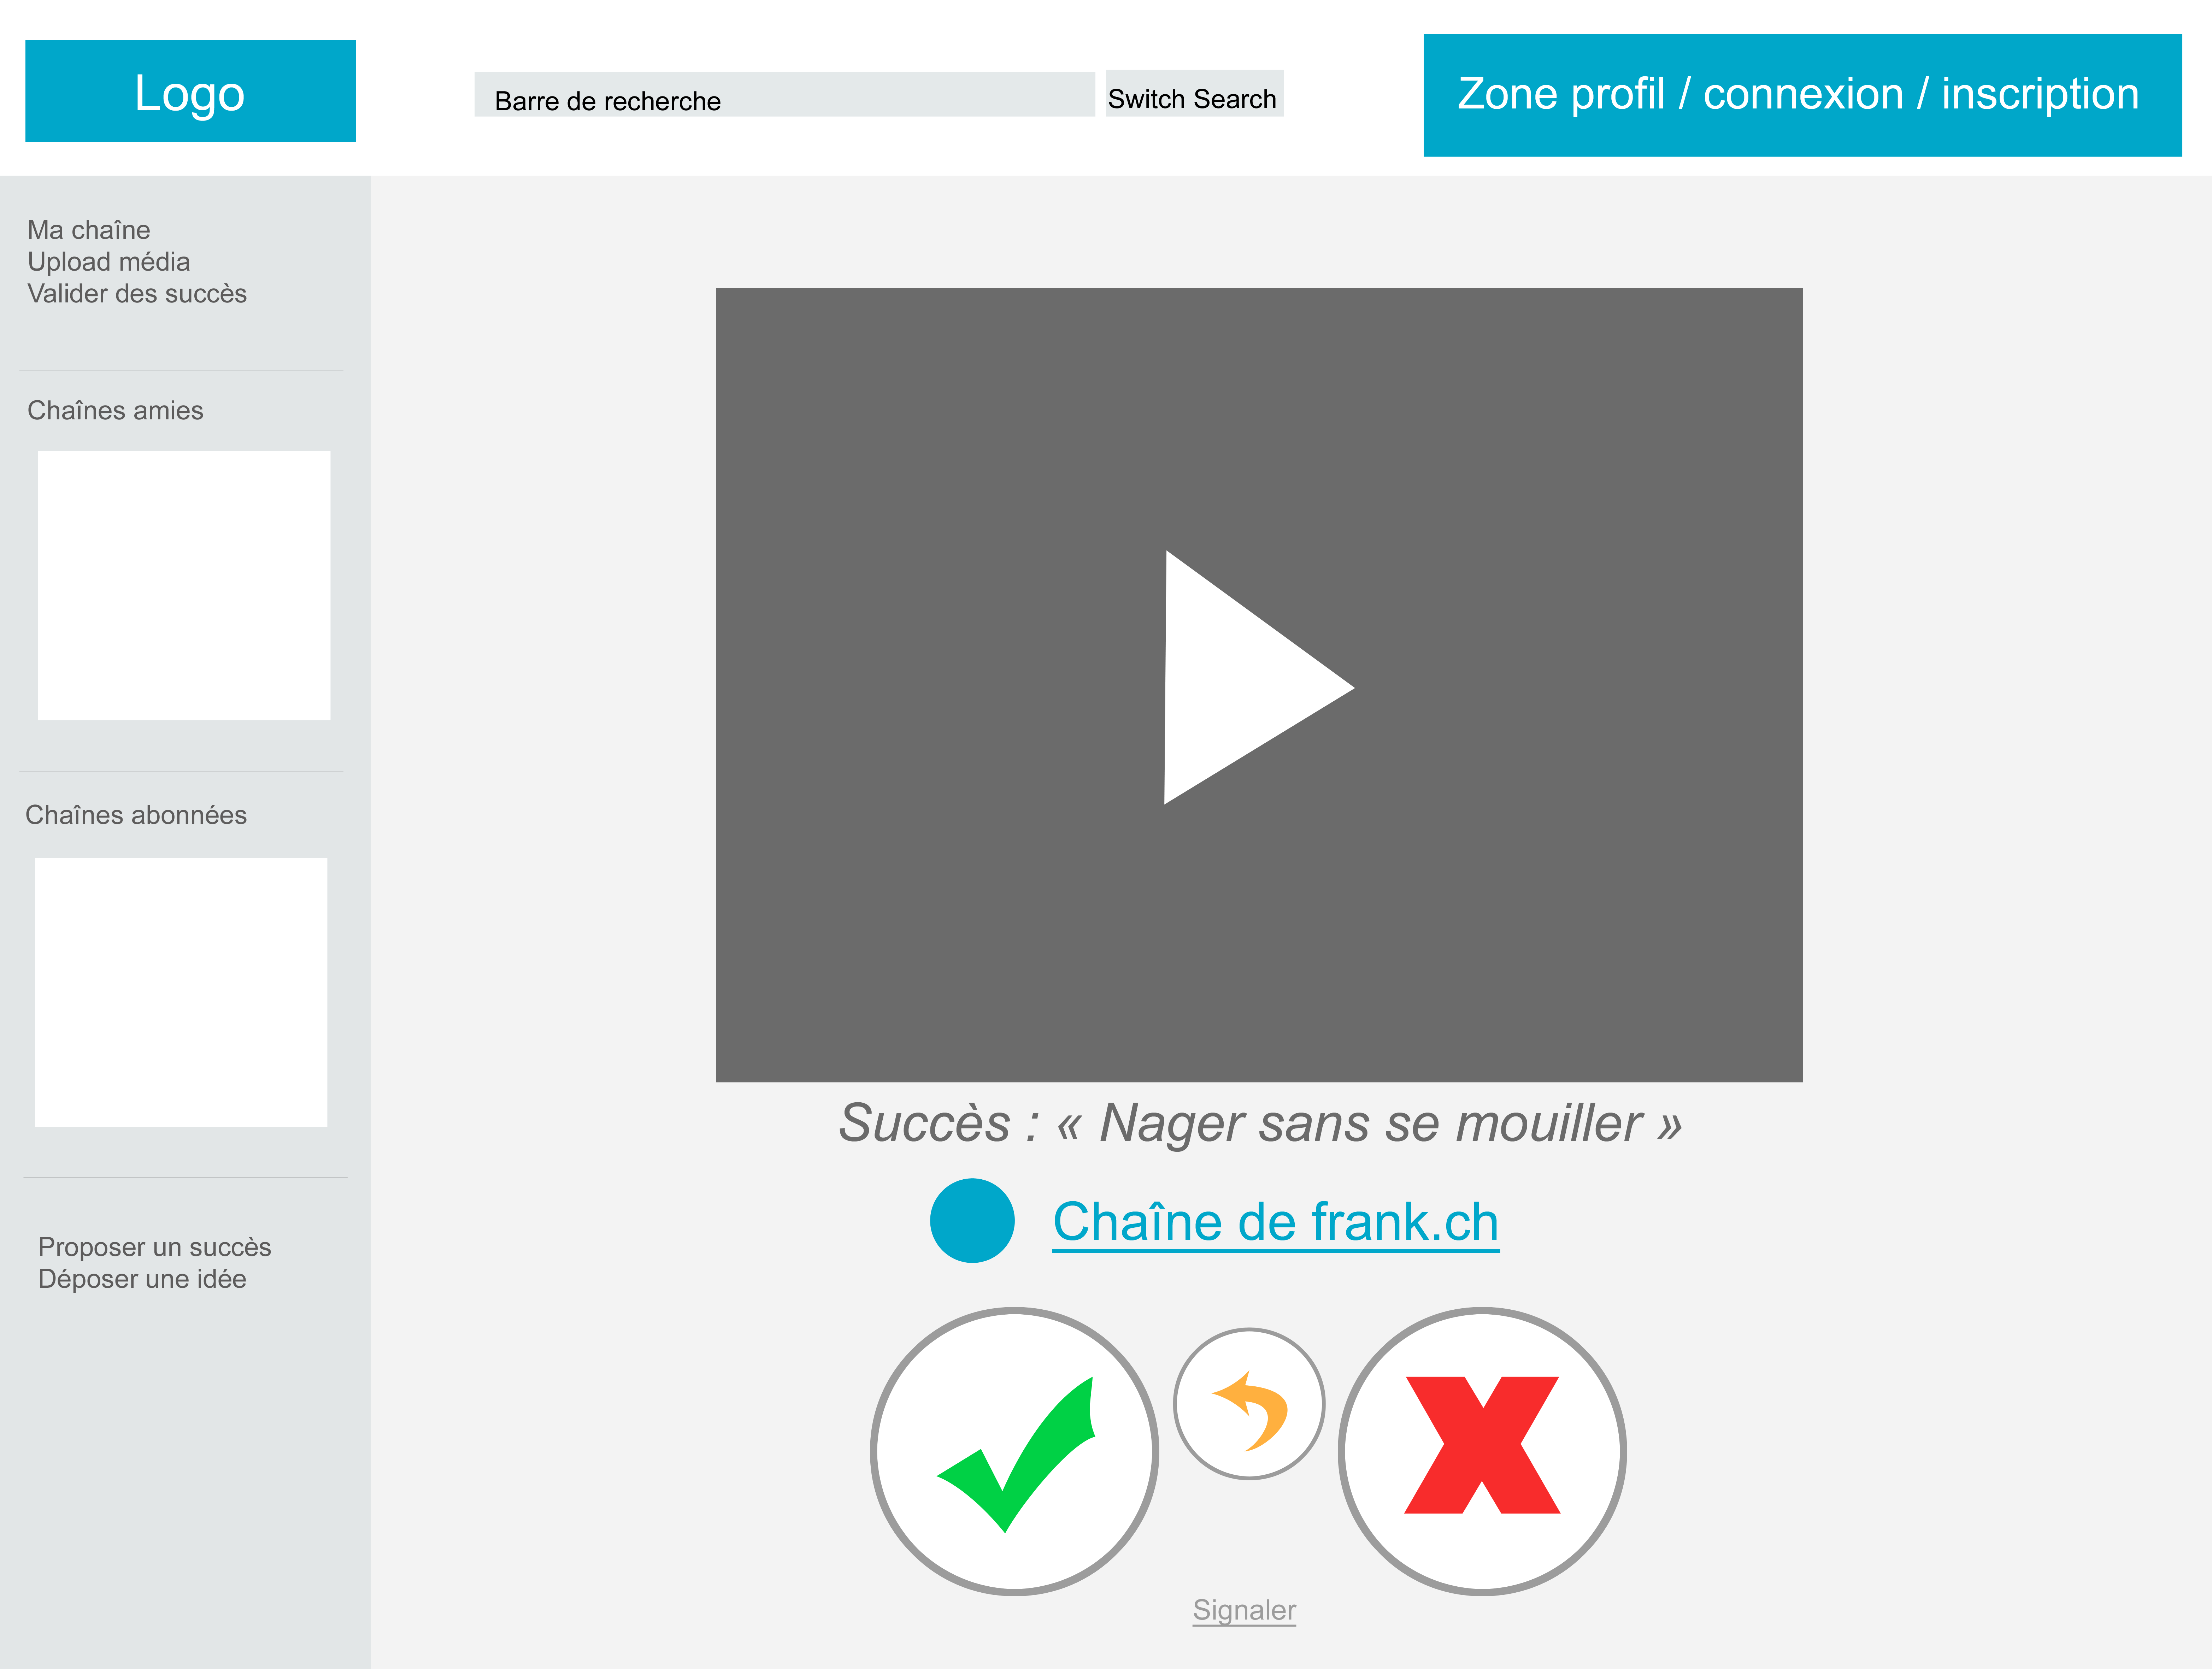 Logo
Barre de recherche
Switch Search
Zone profil / connexion / inscription
Ma chaîne
Upload média
Valider des succès
Chaînes amies
Chaînes abonnées
Proposer un succès
Déposer une idée
Succès : « Nager sans se mouiller »
Chaîne de frank.ch
Signaler